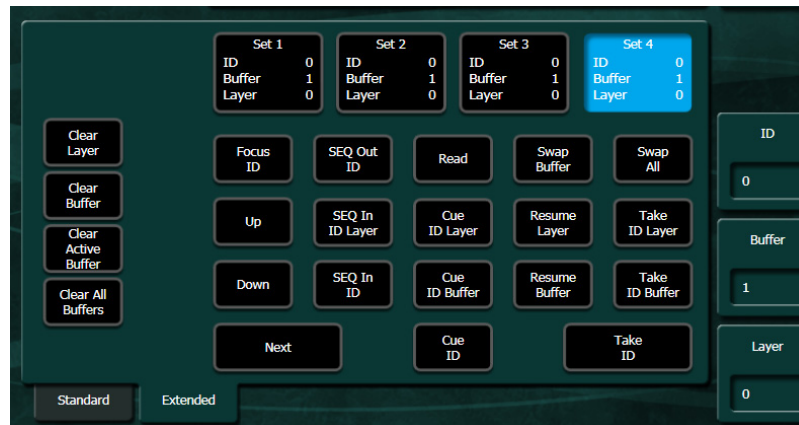 Set 1
ID 0
Buffer 1
Layer 0
Set 2
ID 0
Buffer 1
Layer 0
Set 3
ID 0
Buffer 1
Layer 0
Set 4
ID 0
Buffer 1
Layer 0
Clear
Layer
Clear
Buffer
Clear
Active
Buffer
Clear All
Buffers
Focus
ID
SEQ Out
ID
Read
Swap
Buffer
Swap
All
Up
SEQ In
ID Layer
Cue
ID Layer
Resume
Layer
Take
ID Layer
Down
SEQ In
ID
Cue
ID Buffer
Resume
Buffer
Take
ID Buffer
Next
Cue
ID
Take
ID
ID
0
Buffer
1
Layer
0
Standard
Extended